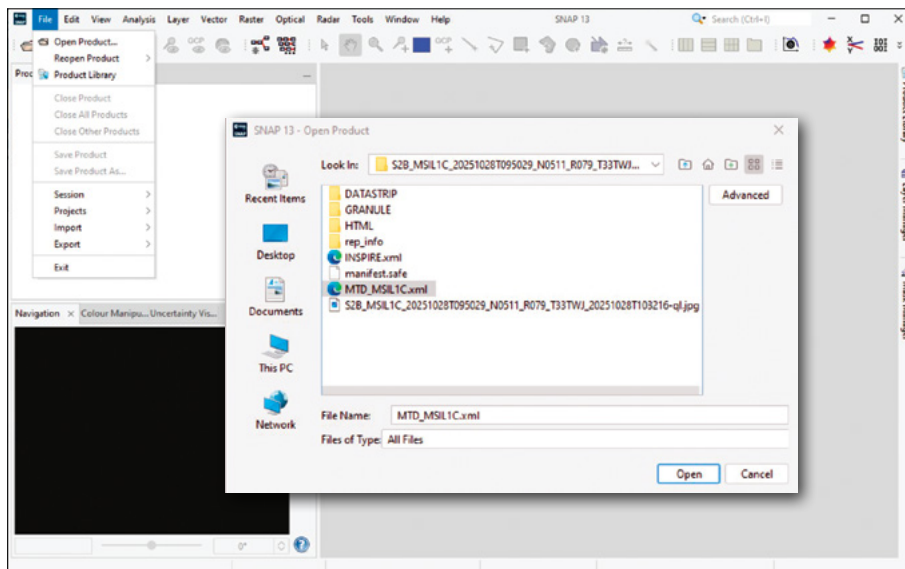 File Edit View Analysis Layer Vector Raster Optical Radar Tools Window Help SNAP 13 Search (Ctrl+I)
Open Product...
Reopen Product
Product Library
Close Product
Close All Products
Close Other Products
Save Product
Save Product As...
Session
Projects
Import
Export
Exit
SNAP 13 - Open Product
Look In: S2B_MSIL1C_20251028T095029_N0511_R079_T33TWJ...
Advanced
Recent Items
Desktop
Documents
This PC
Network
DATASTRIP
GRANULE
HTML
rep_info
INSPIRE.xml
manifest.safe
MTD_MSIL1C.xml
S2B_MSIL1C_20251028T095029_N0511_R079_T33TWJ_20251028T103216-ql.jpg
File Name: MTD_MSIL1C.xml
Files of Type: All Files
Open Cancel
Navigation × Colour Manipu... Uncertainty Vis...
0°